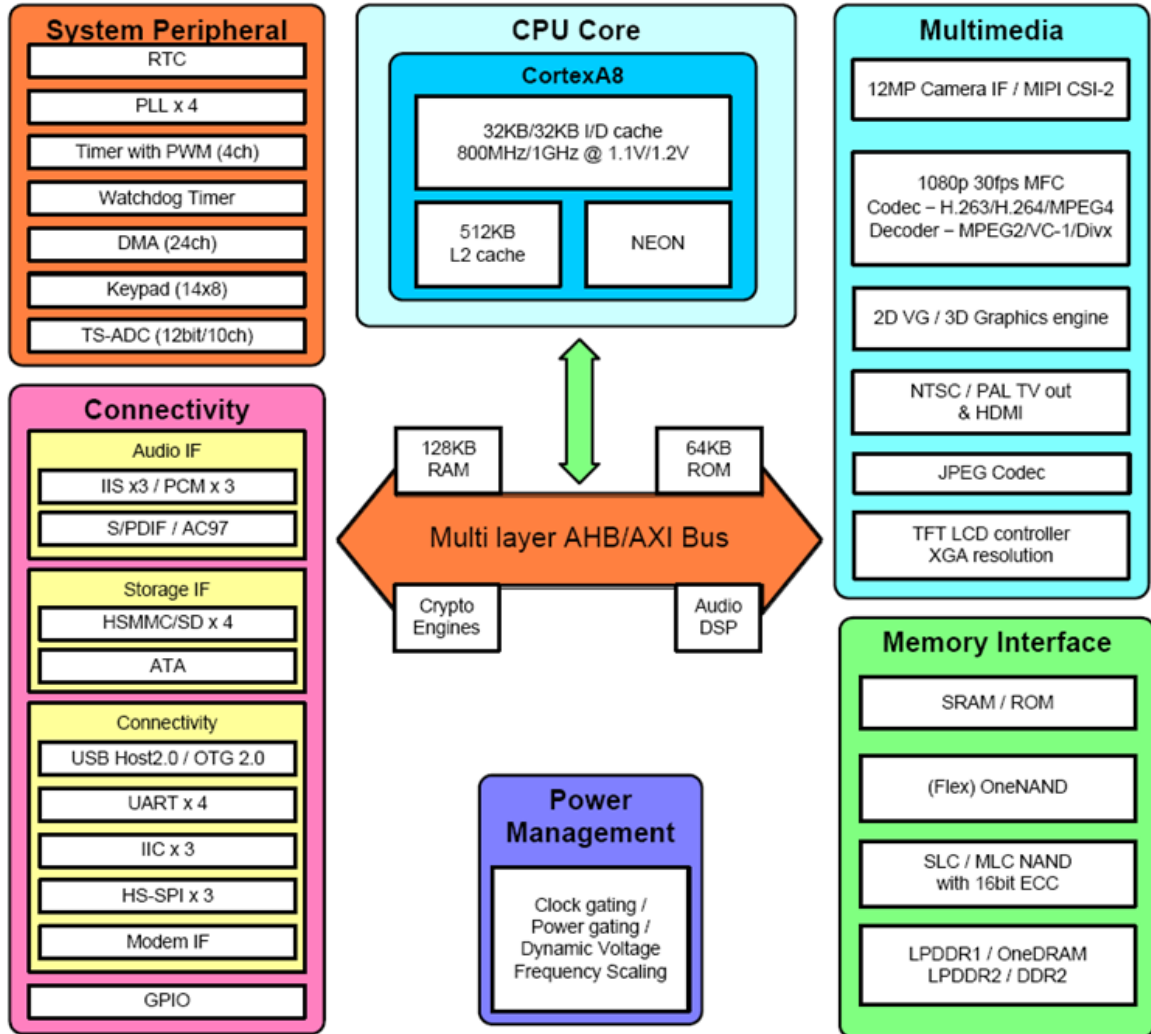 System Peripheral
RTC
PLL x 4
Timer with PWM (4ch)
Watchdog Timer
DMA (24ch)
Keypad (14x8)
TS-ADC (12bit/10ch)
CPU Core
CortexA8
32KB/32KB I/D cache
800MHz/1GHz @ 1.1V/1.2V
512KB
L2 cache
NEON
Multimedia
12MP Camera IF / MIPI CSI-2
1080p 30fps MFC
Codec – H.263/H.264/MPEG4
Decoder – MPEG2/VC-1/Divx
2D VG / 3D Graphics engine
NTSC / PAL TV out
& HDMI
JPEG Codec
TFT LCD controller
XGA resolution
Connectivity
Audio IF
IIS x3 / PCM x 3
S/PDIF / AC97
Storage IF
HSMMC/SD x 4
ATA
Connectivity
USB Host2.0 / OTG 2.0
UART x 4
IIC x 3
HS-SPI x 3
Modem IF
GPIO
128KB
RAM
64KB
ROM
Multi layer AHB/AXI Bus
Crypto
Engines
Audio
DSP
Power
Management
Clock gating /
Power gating /
Dynamic Voltage
Frequency Scaling
Memory Interface
SRAM / ROM
(Flex) OneNAND
SLC / MLC NAND
with 16bit ECC
LPDDR1 / OneDRAM
LPDDR2 / DDR2